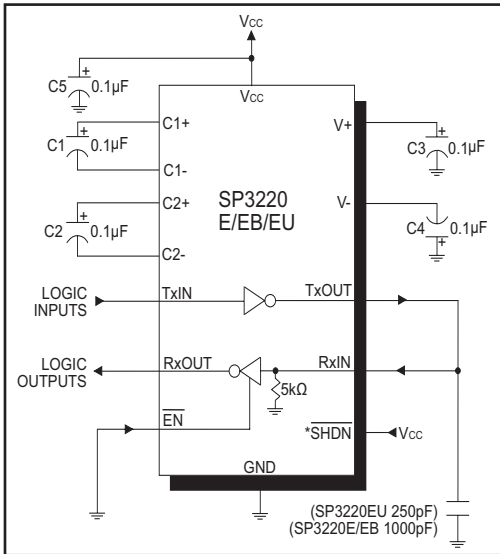 Vcc
C5
+
0.1µF
Vcc
C1
+
0.1µF
C1+
C1-
C2
+
0.1µF
C2+
C2-
SP3220
E/EB/EU
V+
+
C3
0.1µF
V-
C4
+
0.1µF
LOGIC
INPUTS
TxIN
TxOUT
LOGIC
OUTPUTS
RxOUT
RxIN
5kΩ
EN
*SHDN
Vcc
GND
(SP3220EU 250pF)
(SP3220E/EB 1000pF)